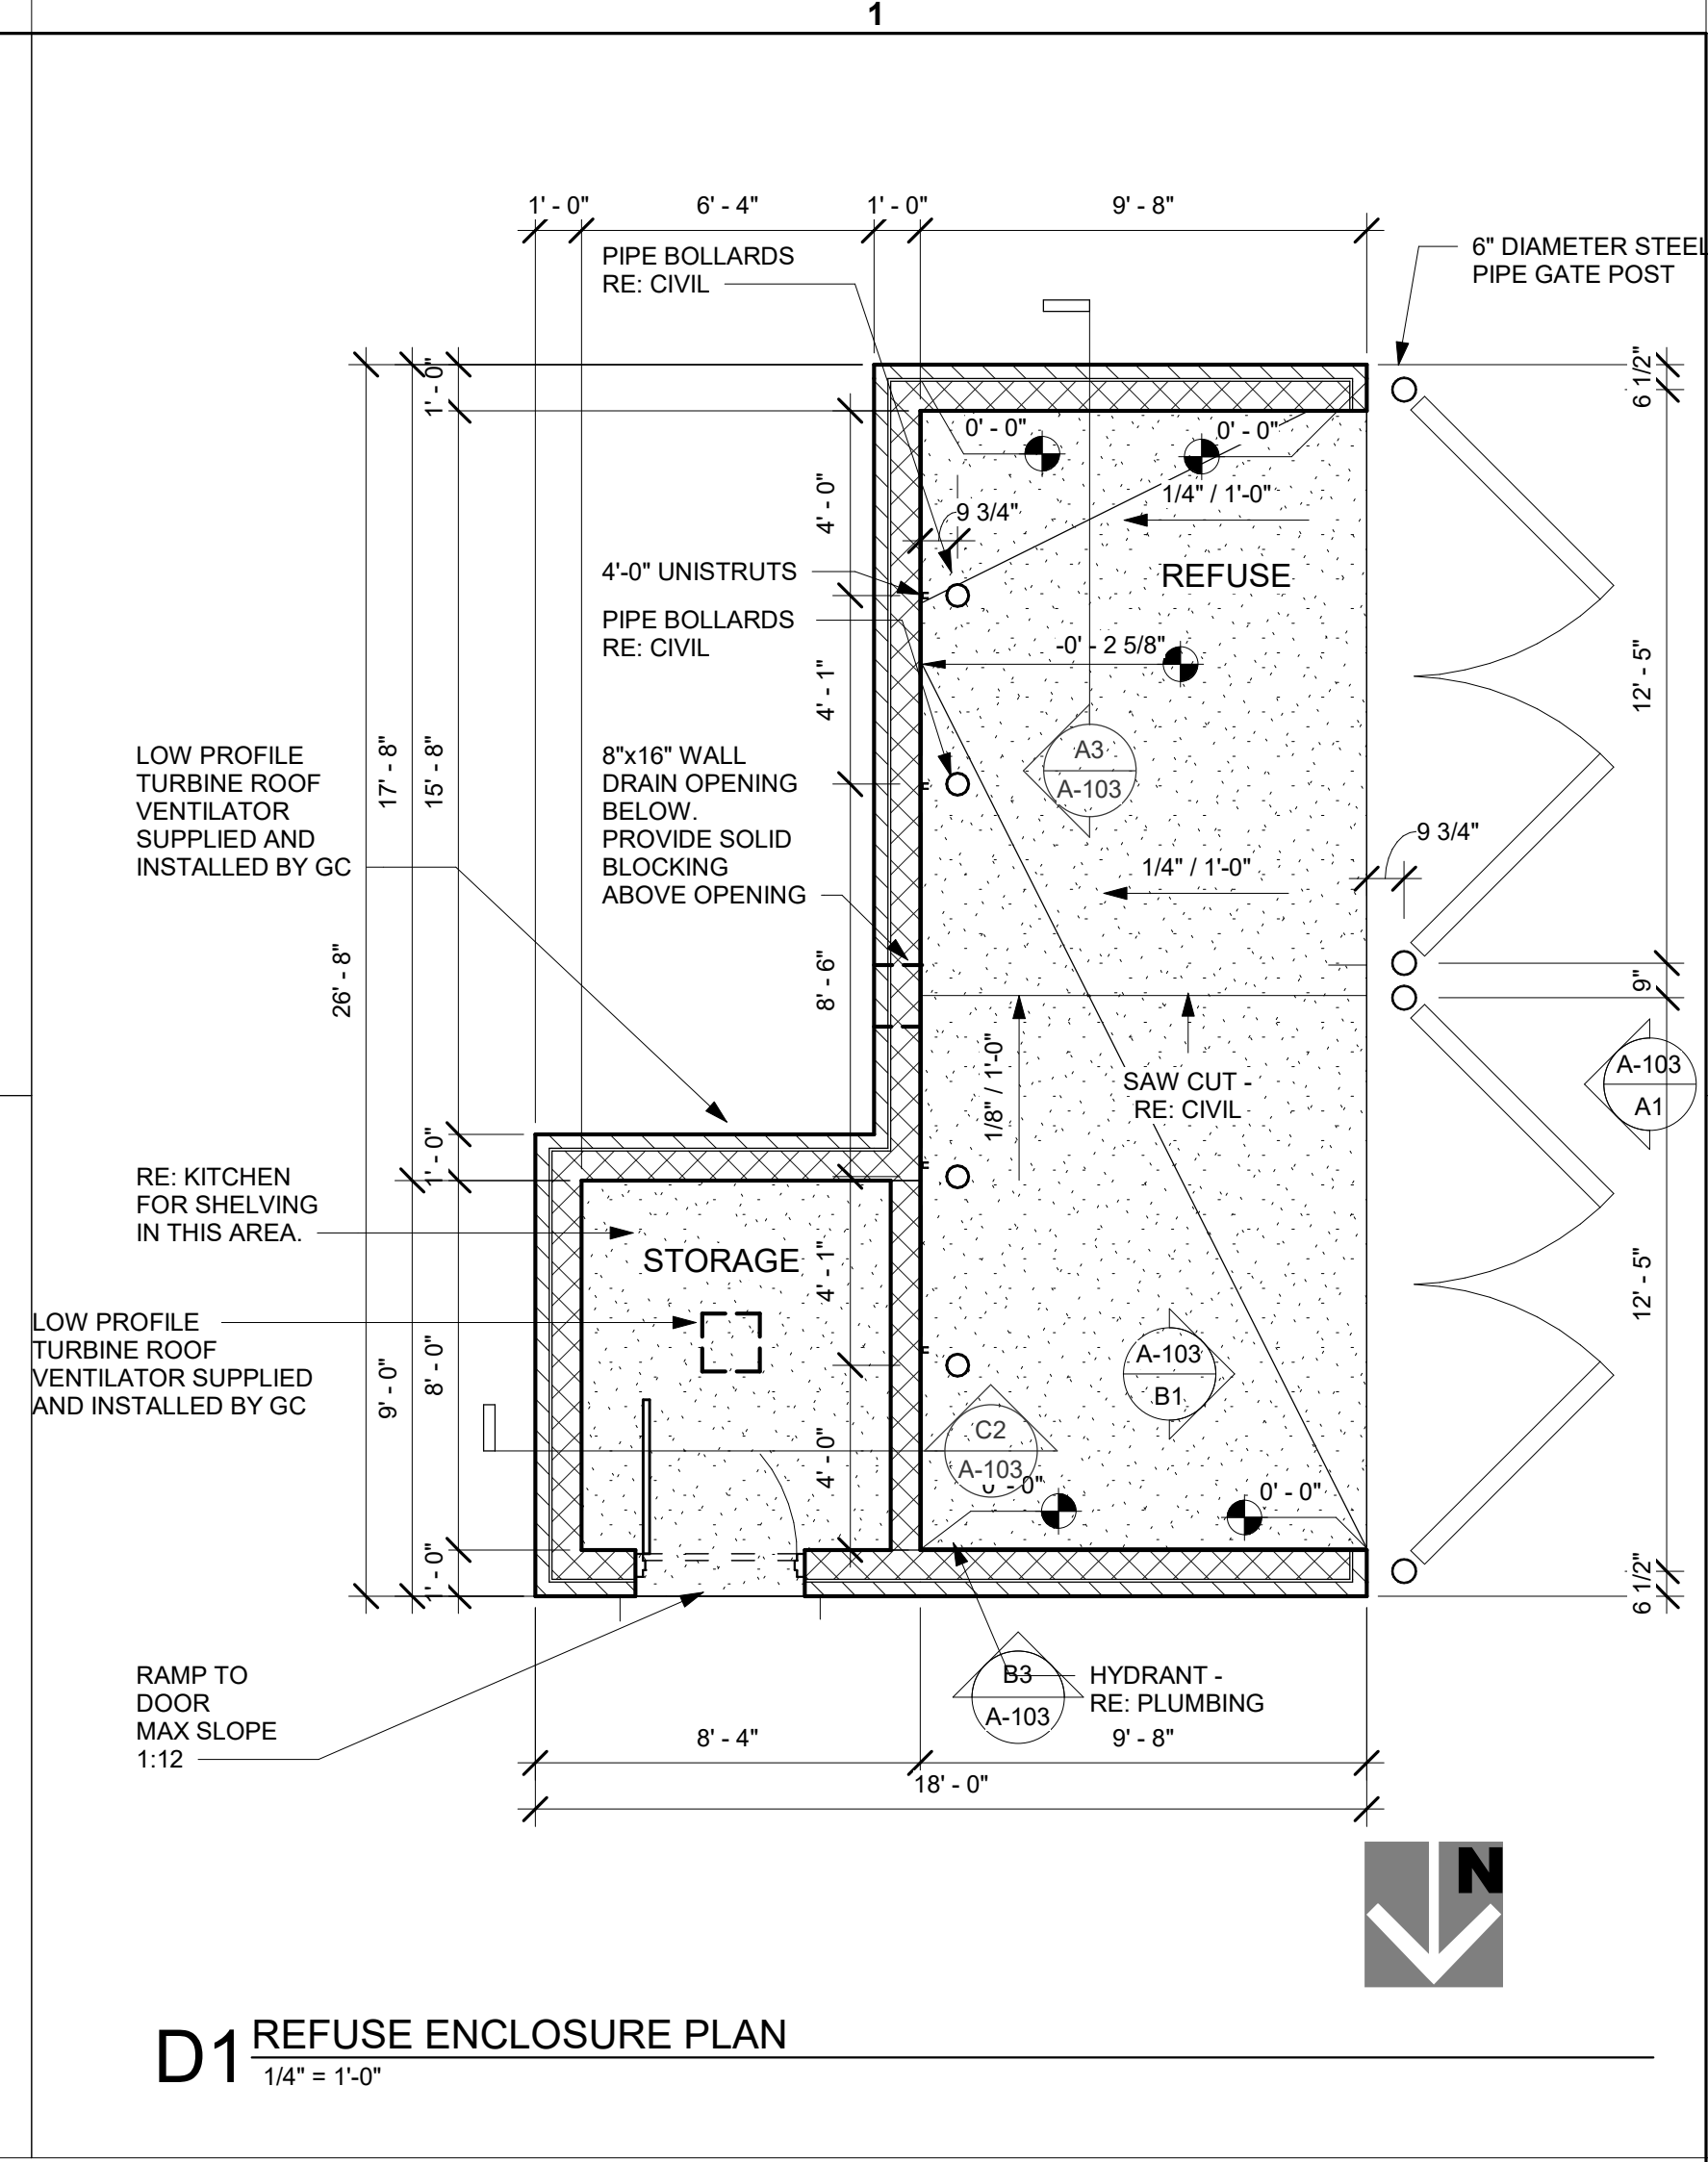 1
1' - 0"
6' - 4"
1' - 0"
9' - 8"
PIPE BOLLARDS
RE: CIVIL
6" DIAMETER STEEL
PIPE GATE POST
1' - 0"
6 1/2"
0' - 0"
0' - 0"
4' - 0"
1/4" / 1'-0"
9 3/4"
4'-0" UNISTRUTS
REFUSE
PIPE BOLLARDS
RE: CIVIL
-0' - 2 5/8"
4' - 1"
12' - 5"
LOW PROFILE
TURBINE ROOF
VENTILATOR
SUPPLIED AND
INSTALLED BY GC
17' - 8"
15' - 8"
8"x16" WALL
DRAIN OPENING
BELOW.
PROVIDE SOLID
BLOCKING
ABOVE OPENING
A3
A-103
9 3/4"
1/4" / 1'-0"
26' - 8"
8' - 6"
9"
1/8" / 1'-0"
SAW CUT -
RE: CIVIL
A-103
A1
1' - 0"
RE: KITCHEN
FOR SHELVING
IN THIS AREA.
STORAGE
4' - 1"
12' - 5"
LOW PROFILE
TURBINE ROOF
VENTILATOR SUPPLIED
AND INSTALLED BY GC
9' - 0"
8' - 0"
A-103
B1
C2
A-103
4' - 0"
0' - 0"
0' - 0"
1' - 0"
6 1/2"
RAMP TO
DOOR
MAX SLOPE
1:12
B3
A-103
HYDRANT -
RE: PLUMBING
8' - 4"
9' - 8"
18' - 0"
N
D1
REFUSE ENCLOSURE PLAN
1/4" = 1'-0"